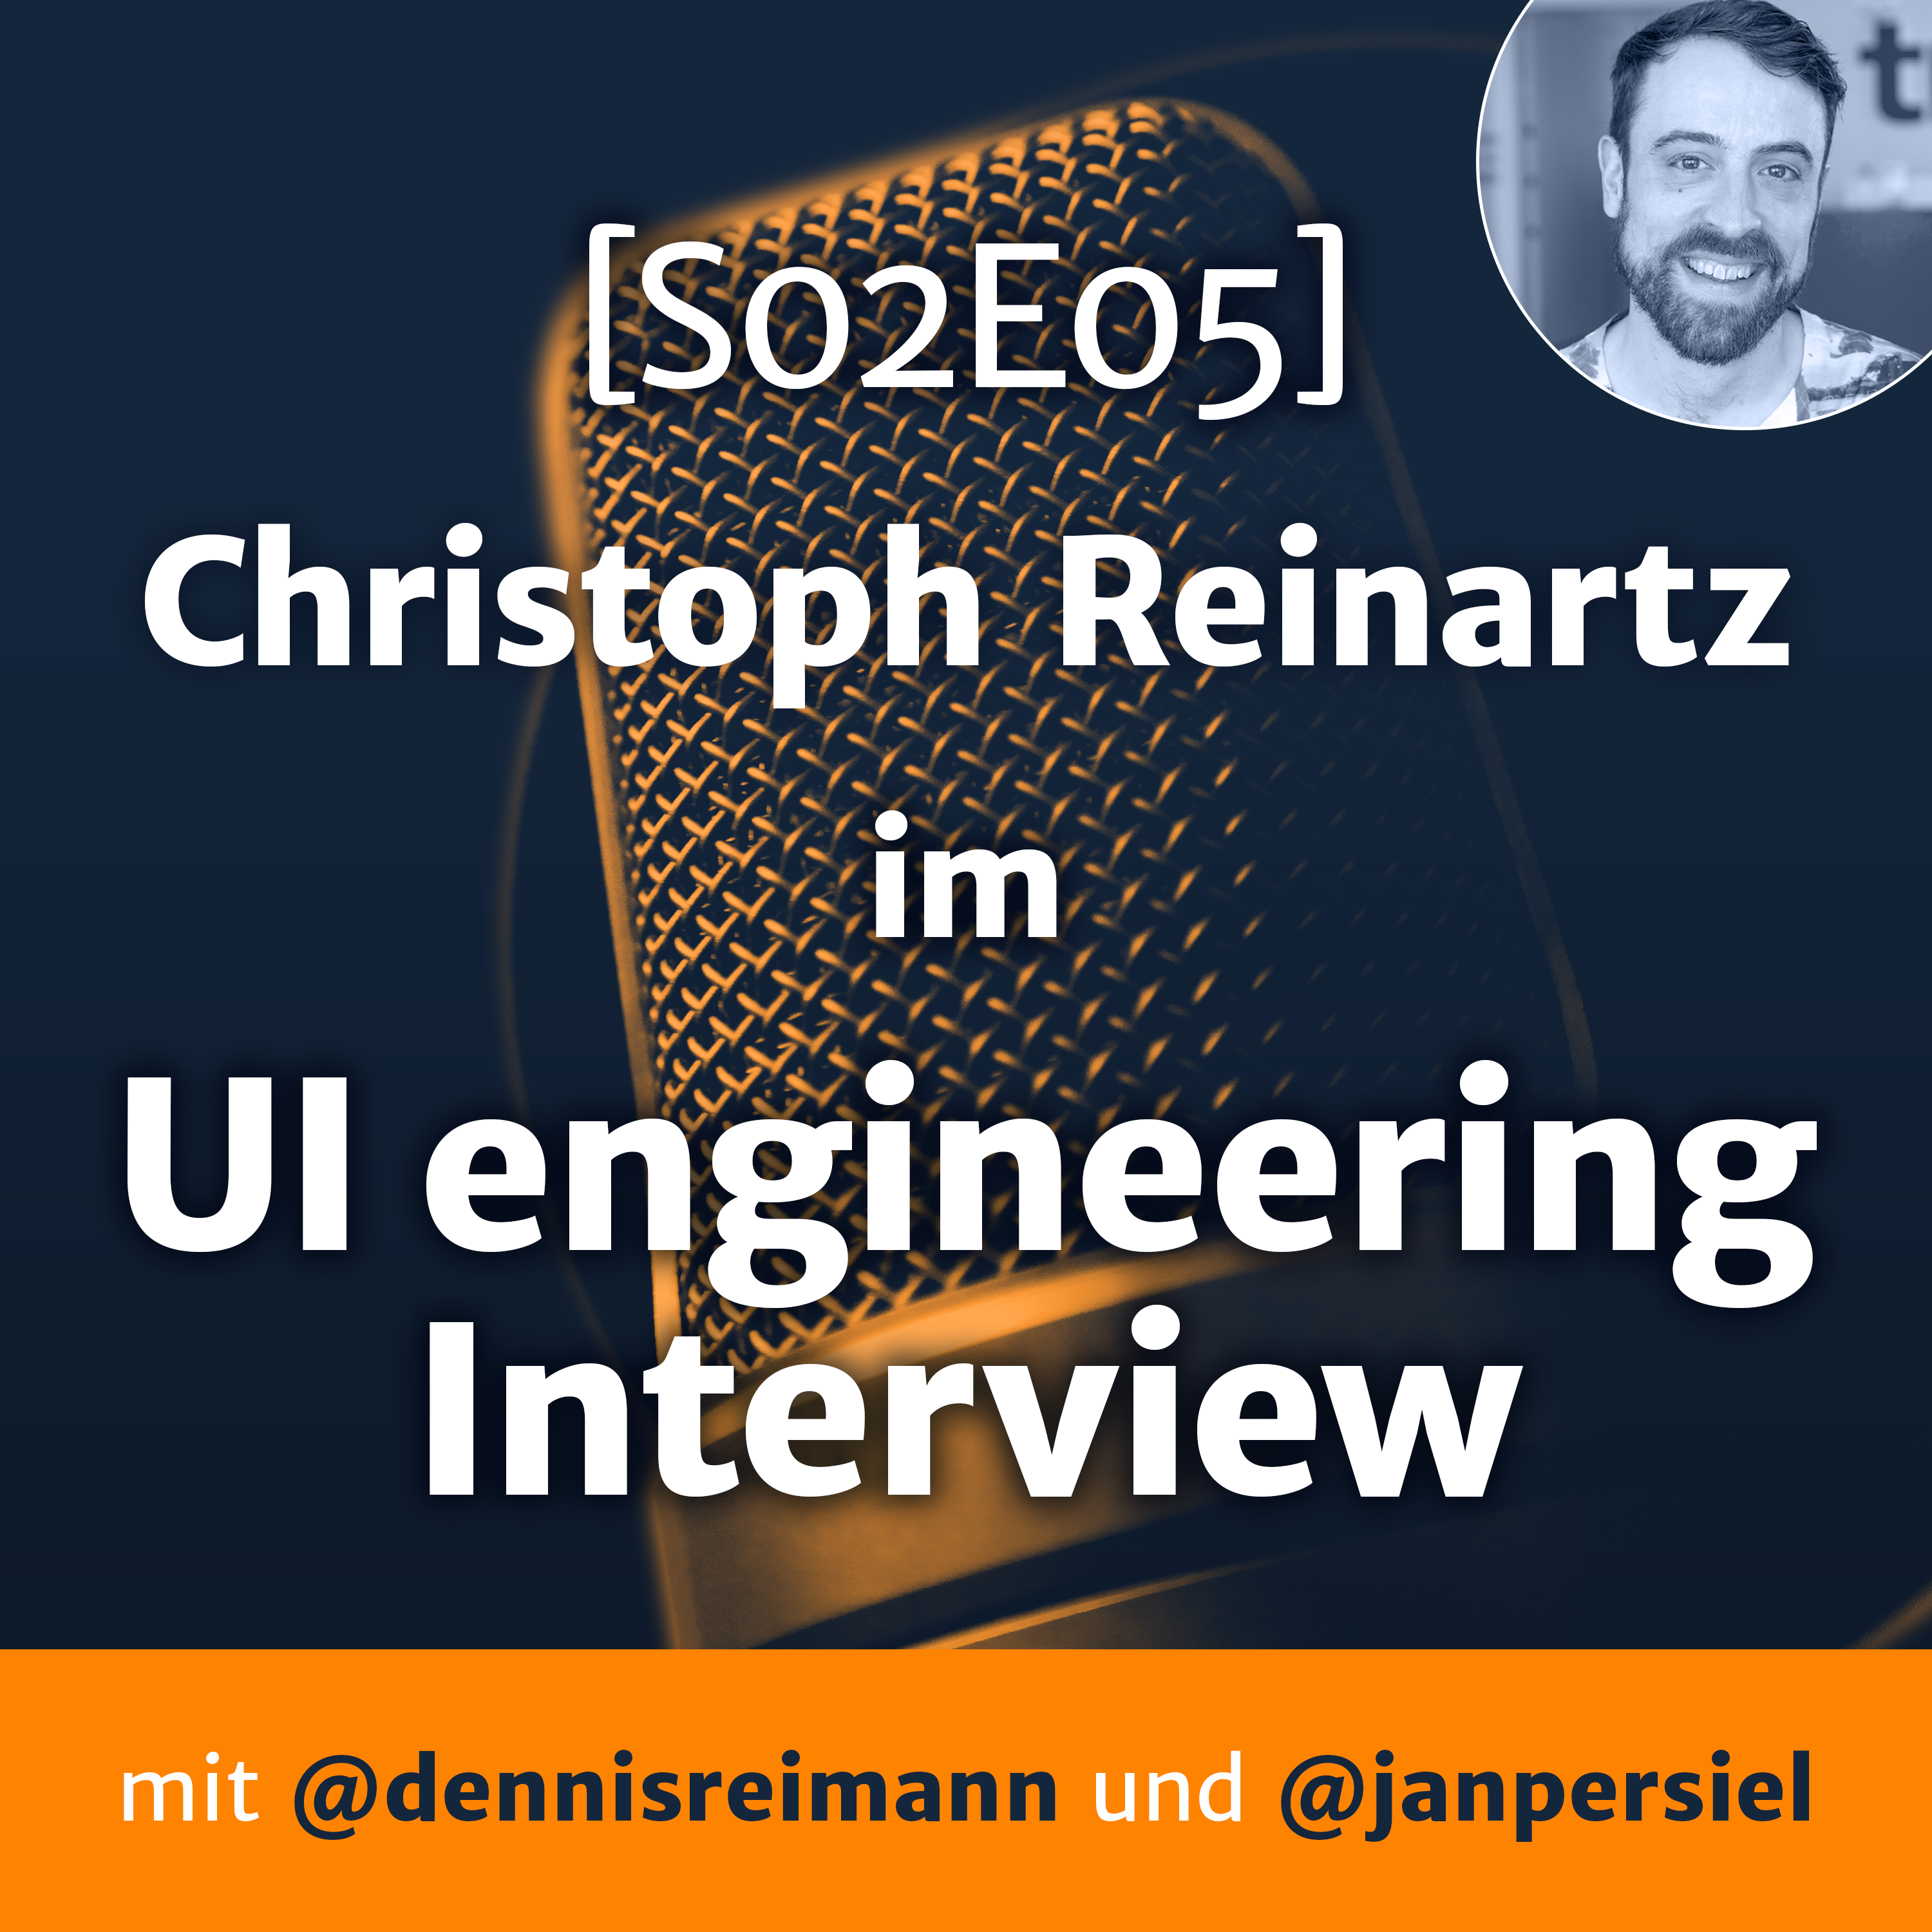 [S02E05]
Christoph Reinartz
im
UI engineering
Interview
mit @dennisreimann und @janpersiel